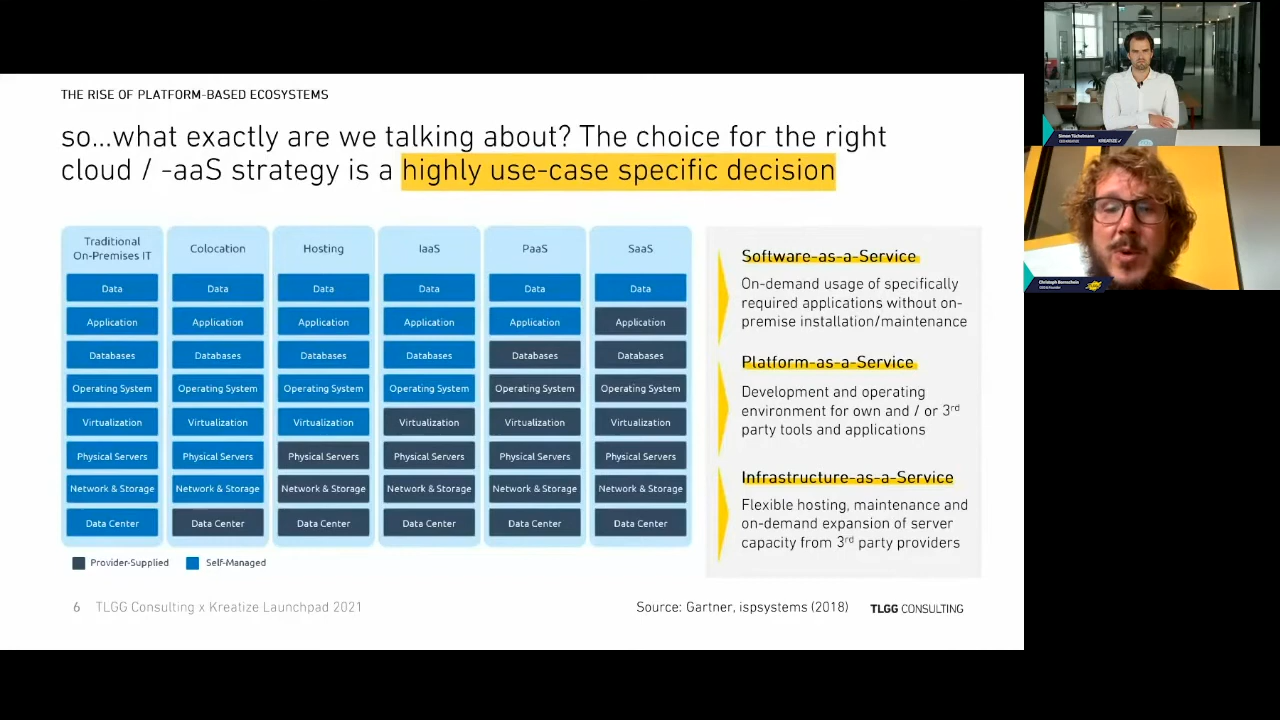 THE RISE OF PLATFORM-BASED ECOSYSTEMS
so...what exactly are we talking about? The choice for the right
cloud / -aaS strategy is a highly use-case specific decision
Traditional
On-Premises IT
Data
Application
Databases
Operating System
Virtualization
Physical Servers
Network & Storage
Data Center
Colocation
Data
Application
Databases
Operating System
Virtualization
Physical Servers
Network & Storage
Data Center
Hosting
Data
Application
Databases
Operating System
Virtualization
Physical Servers
Network & Storage
Data Center
IaaS
Data
Application
Databases
Operating System
Virtualization
Physical Servers
Network & Storage
Data Center
PaaS
Data
Application
Databases
Operating System
Virtualization
Physical Servers
Network & Storage
Data Center
SaaS
Data
Application
Databases
Operating System
Virtualization
Physical Servers
Network & Storage
Data Center
Provider-Supplied
Self-Managed
Software-as-a-Service
On-demand usage of specifically
required applications without on-
premise installation/maintenance
Platform-as-a-Service
Development and operating
environment for own and / or 3rd
party tools and applications
Infrastructure-as-a-Service
Flexible hosting, maintenance and
on-demand expansion of server
capacity from 3rd party providers
6 TLGG Consulting x Kreatize Launchpad 2021
Source: Gartner, ispsystems (2018)
TLGG CONSULTING
Simon Tüchelmann
CEO KREATIZE
KREATIZE
Christoph Bornschein